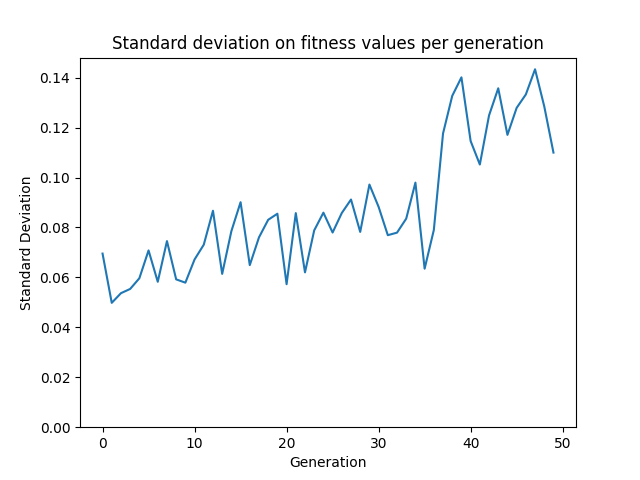 Standard deviation on fitness values per generation
0.14
0.12
0.10
0.08
0.06
0.04
0.02
0.00
Standard Deviation
0 10 20 30 40 50
Generation